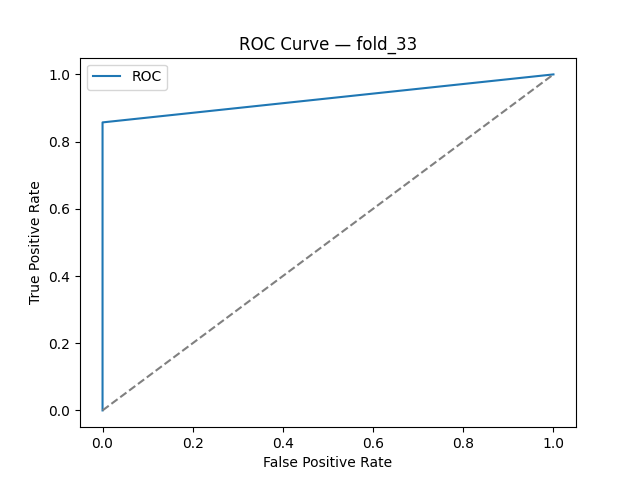 ROC Curve — fold_33
ROC
True Positive Rate
1.0
0.8
0.6
0.4
0.2
0.0
0.0 0.2 0.4 0.6 0.8 1.0
False Positive Rate